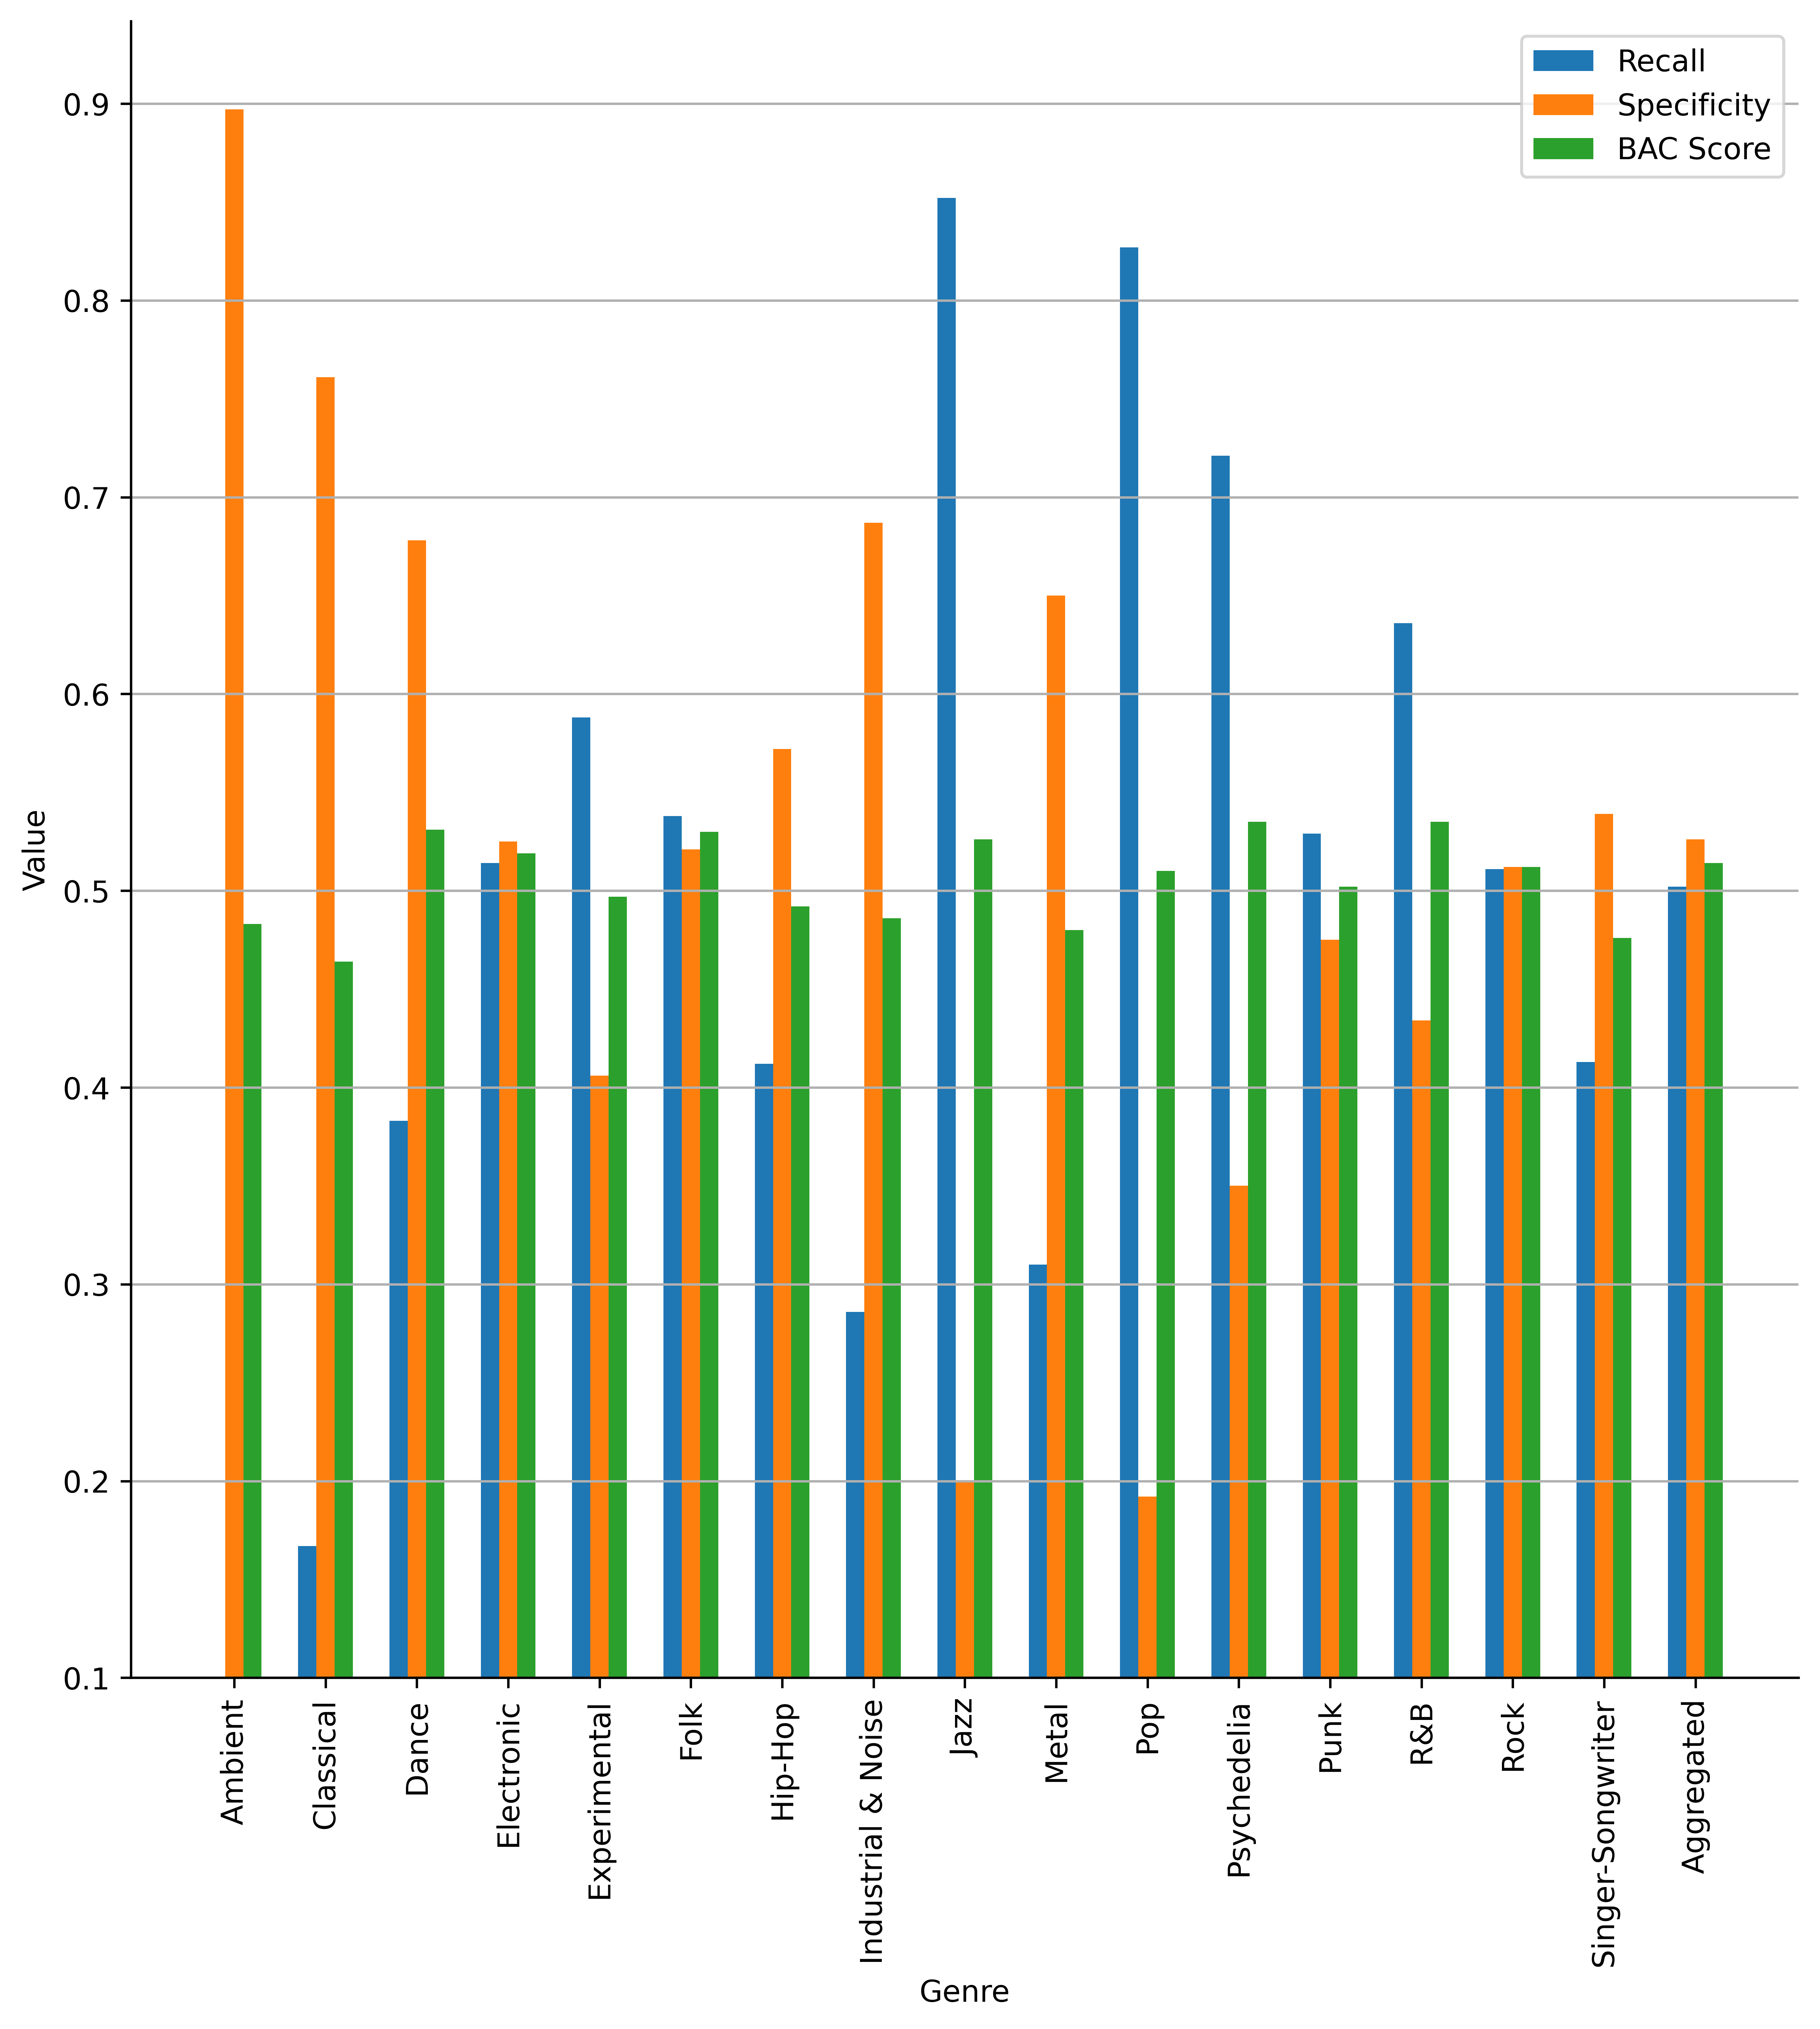 Recall
Specificity
BAC Score
0.9
0.8
0.7
0.6
0.5
0.4
0.3
0.2
0.1
Value
Ambient
Classical
Dance
Electronic
Experimental
Folk
Hip-Hop
Industrial & Noise
Jazz
Metal
Pop
Psychedelia
Punk
R&B
Rock
Singer-Songwriter
Aggregated
Genre